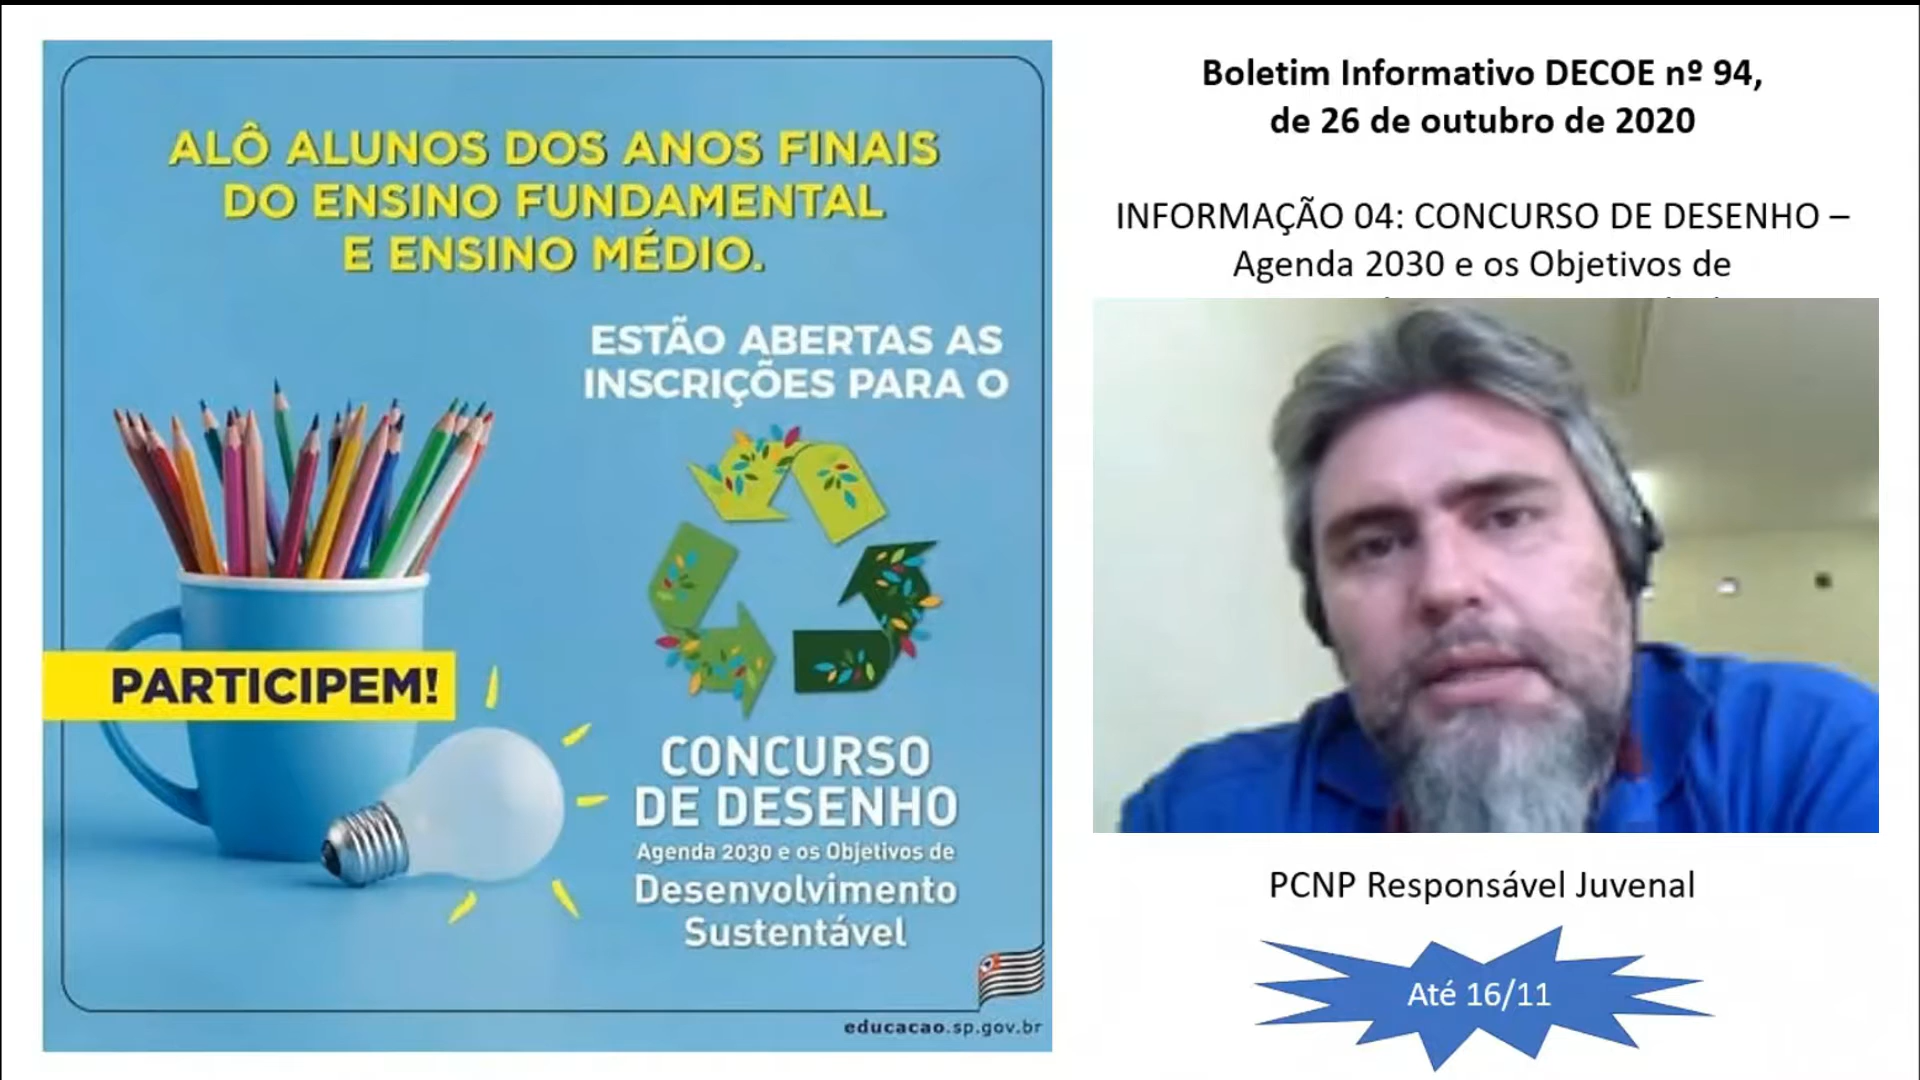 ALÔ ALUNOS DOS ANOS FINAIS
DO ENSINO FUNDAMENTAL
E ENSINO MÉDIO.
ESTÃO ABERTAS AS
INSCRIÇÕES PARA O
PARTICIPEM!
CONCURSO
DE DESENHO
Agenda 2030 e os Objetivos de
Desenvolvimento
Sustentável
educacao.sp.gov.br
Boletim Informativo DECOE nº 94,
de 26 de outubro de 2020
INFORMAÇÃO 04: CONCURSO DE DESENHO –
Agenda 2030 e os Objetivos de
PCNP Responsável Juvenal
Até 16/11